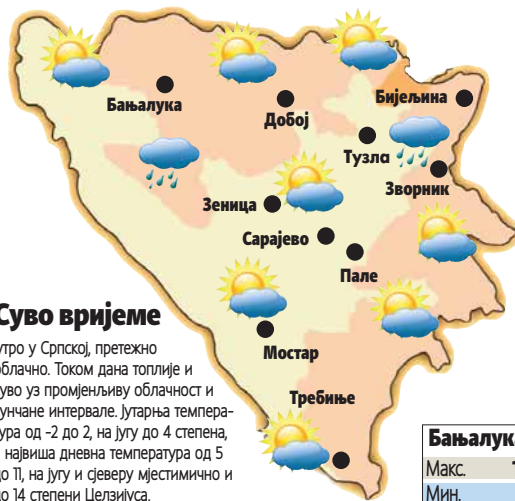 Бањалука
Добој
Бијељина
Тузла
Зворник
Зеница
Сарајево
Пале
Мостар
Требиње
Суво вријеме
утро у Српској, претежно
облачно. Током дана топлије и
уво уз промјенљиву облачност и
унчане интервале. Јутарња темпера-
ура од -2 до 2, на југу до 4 степена,
највиша дневна температура од 5
до 11, на југу и сјеверу мјестимично и
до 14 степени Целзијуса.
Бањалук
Макс.
Мин.